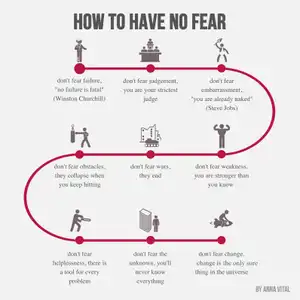 HOW TO HAVE NO FEAR
don't fear failure,
"no failure is fatal"
(Winston Churchill)
don't fear judgement,
you are your strictest
judge
don't fear
embarrassment,
"you are already naked"
(Steve Jobs)
don't fear obstacles,
they collapse when
you keep hitting
don't fear wars,
they end
don't fear weakness,
you are stronger than
you know
don't fear
helplessness, there is
a tool for every
problem
don't fear the
unknown, you'll
never know
everything
don't fear change,
change is the only sure
thing in the universe
BY ANNA VITAL